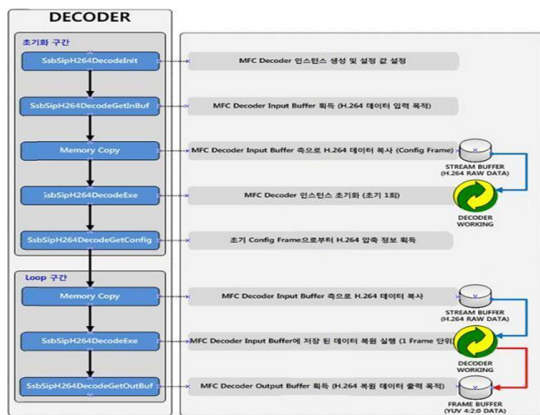 DECODER
초기화 구간
SsbSipH264DecodeInit
MFC Decoder 인스턴스 생성 및 설정 값 설정
SsbSipH264DecodeGetInBuf
MFC Decoder Input Buffer 획득 (H.264 데이터 입력 목적)
Memory Copy
MFC Decoder Input Buffer 측으로 H.264 데이터 복사 (Config Frame)
STREAM BUFFER
(H.264 RAW DATA)
SsbSipH264DecodeExe
MFC Decoder 인스턴스 초기화 (초기 1회)
DECODER
WORKING
SsbSipH264DecodeGetConfig
초기 Config Frame으로부터 H.264 압축 정보 획득
Loop 구간
Memory Copy
MFC Decoder Input Buffer 측으로 H.264 데이터 복사
STREAM BUFFER
(H.264 RAW DATA)
SsbSipH264DecodeExe
MFC Decoder Input Buffer에 저장 된 데이터 복원 실행 (1 Frame 단위)
DECODER
WORKING
SsbSipH264DecodeGetOutBuf
MFC Decoder Output Buffer 획득 (H.264 복원 데이터 출력 목적)
FRAME BUFFER
(YUV 4:2:0 DATA)